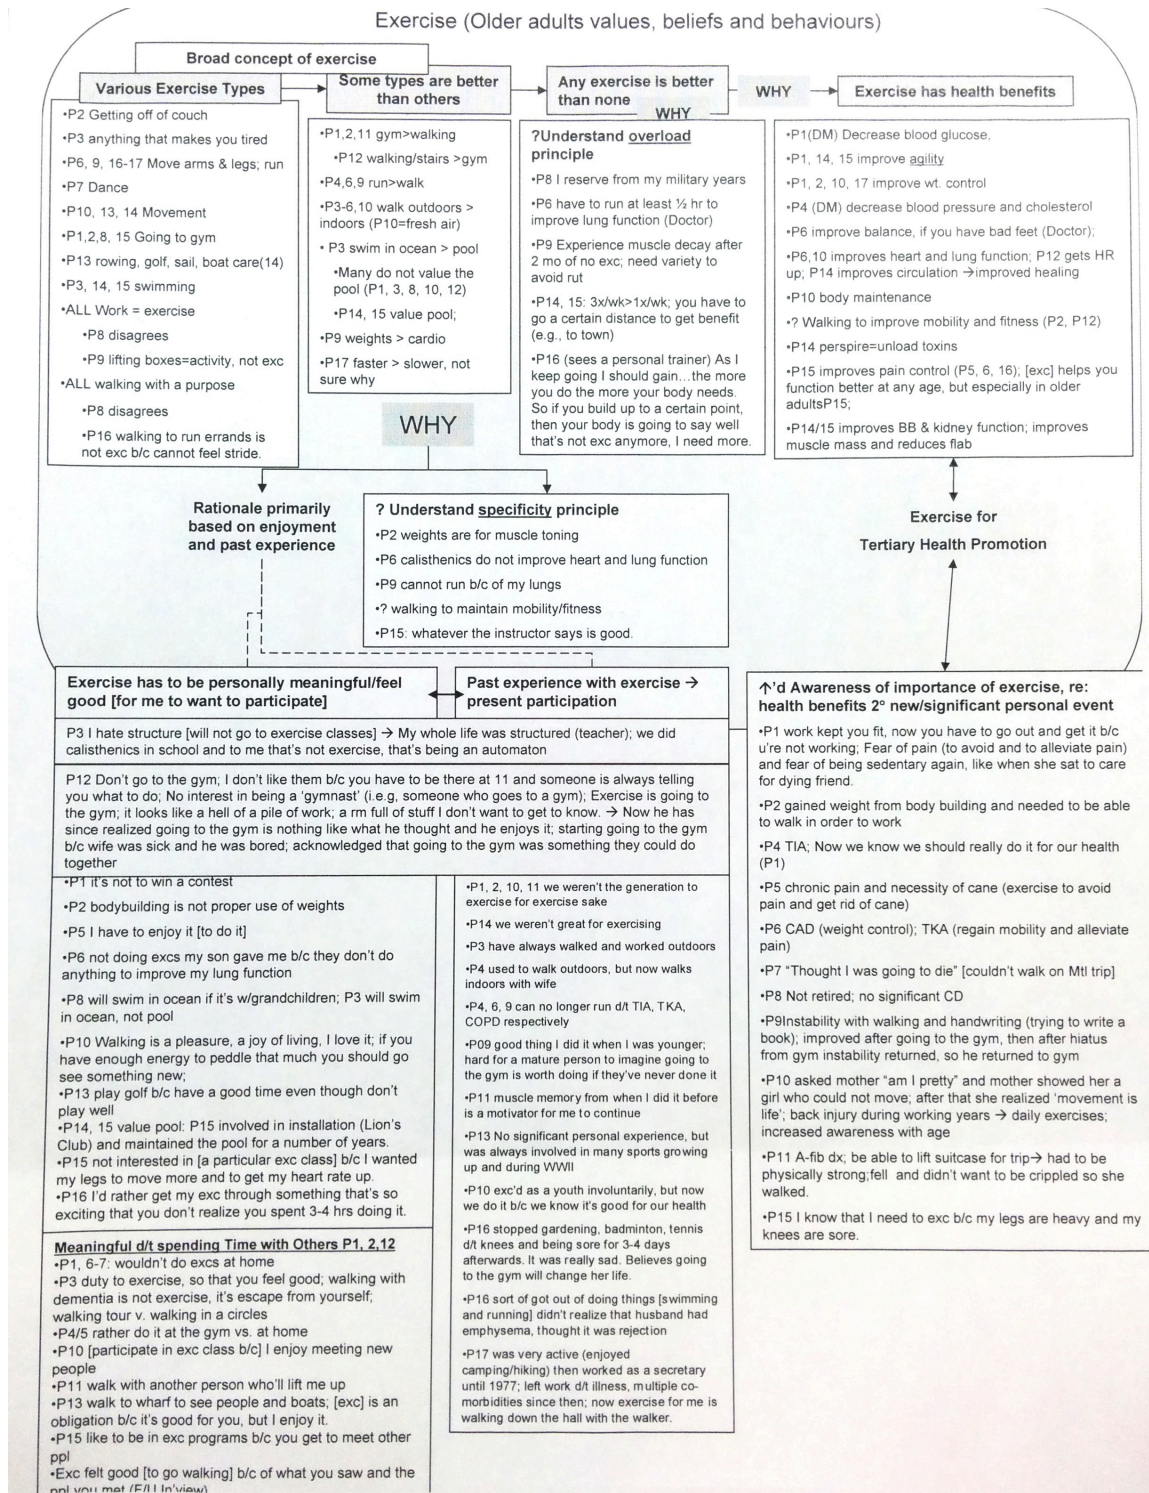 Exercise (Older adults values, beliefs and behaviours)
Broad concept of exercise
Various Exercise Types
•P2 Getting off of couch
•P3 anything that makes you tired
•P6, 9, 16-17 Move arms & legs; run
•P7 Dance
•P10, 13, 14 Movement
•P1,2,8, 15 Going to gym
•P13 rowing, golf, sail, boat care(14)
•P3, 14, 15 swimming
•ALL Work = exercise
•P8 disagrees
•P9 lifting boxes=activity, not exc
•ALL walking with a purpose
•P8 disagrees
•P16 walking to run errands is
not exc b/c cannot feel stride.
Some types are better
than others
•P1,2,11 gym>walking
•P12 walking/stairs >gym
•P4,6,9 run>walk
•P3-6,10 walk outdoors >
indoors (P10=fresh air)
• P3 swim in ocean > pool
•Many do not value the
pool (P1, 3, 8, 10, 12)
•P14, 15 value pool;
•P9 weights > cardio
•P17 faster > slower, not
sure why
Any exercise is better
than none
WHY
?Understand overload
principle
•P8 I reserve from my military years
•P6 have to run at least ½ hr to
improve lung function (Doctor)
•P9 Experience muscle decay after
2 mo of no exc; need variety to
avoid rut
•P14, 15: 3x/wk>1x/wk; you have to
go a certain distance to get benefit
(e.g., to town)
•P16 (sees a personal trainer) As I
keep going I should gain…the more
you do the more your body needs.
So if you build up to a certain point,
then your body is going to say well
that's not exc anymore, I need more.
WHY
Exercise has health benefits
•P1(DM) Decrease blood glucose,
•P1, 14, 15 improve agility
•P1, 2, 10, 17 improve wt. control
•P4 (DM) decrease blood pressure and cholesterol
•P6 improve balance, if you have bad feet (Doctor);
•P6,10 improves heart and lung function; P12 gets HR
up; P14 improves circulation →improved healing
•P10 body maintenance
•? Walking to improve mobility and fitness (P2, P12)
•P14 perspire=unload toxins
•P15 improves pain control (P5, 6, 16); [exc] helps you
function better at any age, but especially in older
adultsP15;
•P14/15 improves BB & kidney function; improves
muscle mass and reduces flab
WHY
Rationale primarily
based on enjoyment
and past experience
? Understand specificity principle
•P2 weights are for muscle toning
•P6 calisthenics do not improve heart and lung function
•P9 cannot run b/c of my lungs
•? walking to maintain mobility/fitness
•P15: whatever the instructor says is good.
Exercise for
Tertiary Health Promotion
Exercise has to be personally meaningful/feel
good [for me to want to participate]
Past experience with exercise →
present participation
P3 I hate structure [will not go to exercise classes] → My whole life was structured (teacher); we did
calisthenics in school and to me that's not exercise, that's being an automaton
P12 Don't go to the gym; I don't like them b/c you have to be there at 11 and someone is always telling
you what to do; No interest in being a 'gymnast' (i.e, someone who goes to a gym); Exercise is going to
the gym; it looks like a hell of a pile of work; a rm full of stuff I don't want to get to know. → Now he has
since realized going to the gym is nothing like what he thought and he enjoys it; starting going to the gym
b/c wife was sick and he was bored; acknowledged that going to the gym was something they could do
together
•P1 it's not to win a contest
•P2 bodybuilding is not proper use of weights
•P5 I have to enjoy it [to do it]
•P6 not doing excs my son gave me b/c they don't do
anything to improve my lung function
•P8 will swim in ocean if it's w/grandchildren; P3 will swim
in ocean, not pool
•P10 Walking is a pleasure, a joy of living, I love it; if you
have enough energy to peddle that much you should go
see something new;
•P13 play golf b/c have a good time even though don't
play well
•P14, 15 value pool: P15 involved in installation (Lion's
Club) and maintained the pool for a number of years.
•P15 not interested in [a particular exc class] b/c I wanted
my legs to move more and to get my heart rate up.
•P16 I'd rather get my exc through something that's so
exciting that you don't realize you spent 3-4 hrs doing it.
Meaningful d/t spending Time with Others P1, 2,12
•P1, 6-7: wouldn't do excs at home
•P3 duty to exercise, so that you feel good; walking with
dementia is not exercise, it's escape from yourself;
walking tour v. walking in a circles
•P4/5 rather do it at the gym vs. at home
•P10 [participate in exc class b/c] I enjoy meeting new
people
•P11 walk with another person who'll lift me up
•P13 walk to wharf to see people and boats; [exc] is an
obligation b/c it's good for you, but I enjoy it.
•P15 like to be in exc programs b/c you get to meet other
ppl
•Exc felt good [to go walking] b/c of what you saw and the
ppl you met (F/U In'view)
•P1, 2, 10, 11 we weren't the generation to
exercise for exercise sake
•P14 we weren't great for exercising
•P3 have always walked and worked outdoors
•P4 used to walk outdoors, but now walks
indoors with wife
•P4, 6, 9 can no longer run d/t TIA, TKA,
COPD respectively
•P09 good thing I did it when I was younger;
hard for a mature person to imagine going to
the gym is worth doing if they've never done it
•P11 muscle memory from when I did it before
is a motivator for me to continue
•P13 No significant personal experience, but
was always involved in many sports growing
up and during WWII
•P10 exc'd as a youth involuntarily, but now
we do it b/c we know it's good for our health
•P16 stopped gardening, badminton, tennis
d/t knees and being sore for 3-4 days
afterwards. It was really sad. Believes going
to the gym will change her life.
•P16 sort of got out of doing things [swimming
and running] didn't realize that husband had
emphysema, thought it was rejection
•P17 was very active (enjoyed
camping/hiking) then worked as a secretary
until 1977; left work d/t illness, multiple co-
morbidities since then; now exercise for me is
walking down the hall with the walker.
↑'d Awareness of importance of exercise, re:
health benefits 2° new/significant personal event
•P1 work kept you fit, now you have to go out and get it b/c
u're not working; Fear of pain (to avoid and to alleviate pain)
and fear of being sedentary again, like when she sat to care
for dying friend.
•P2 gained weight from body building and needed to be able
to walk in order to work
•P4 TIA; Now we know we should really do it for our health
(P1)
•P5 chronic pain and necessity of cane (exercise to avoid
pain and get rid of cane)
•P6 CAD (weight control); TKA (regain mobility and alleviate
pain)
•P7 "Thought I was going to die" [couldn't walk on Mtl trip]
•P8 Not retired; no significant CD
•P9Instability with walking and handwriting (trying to write a
book); improved after going to the gym, then after hiatus
from gym instability returned, so he returned to gym
•P10 asked mother "am I pretty" and mother showed her a
girl who could not move; after that she realized 'movement is
life'; back injury during working years → daily exercises;
increased awareness with age
•P11 A-fib dx; be able to lift suitcase for trip→ had to be
physically strong;fell and didn't want to be crippled so she
walked.
•P15 I know that I need to exc b/c my legs are heavy and my
knees are sore.